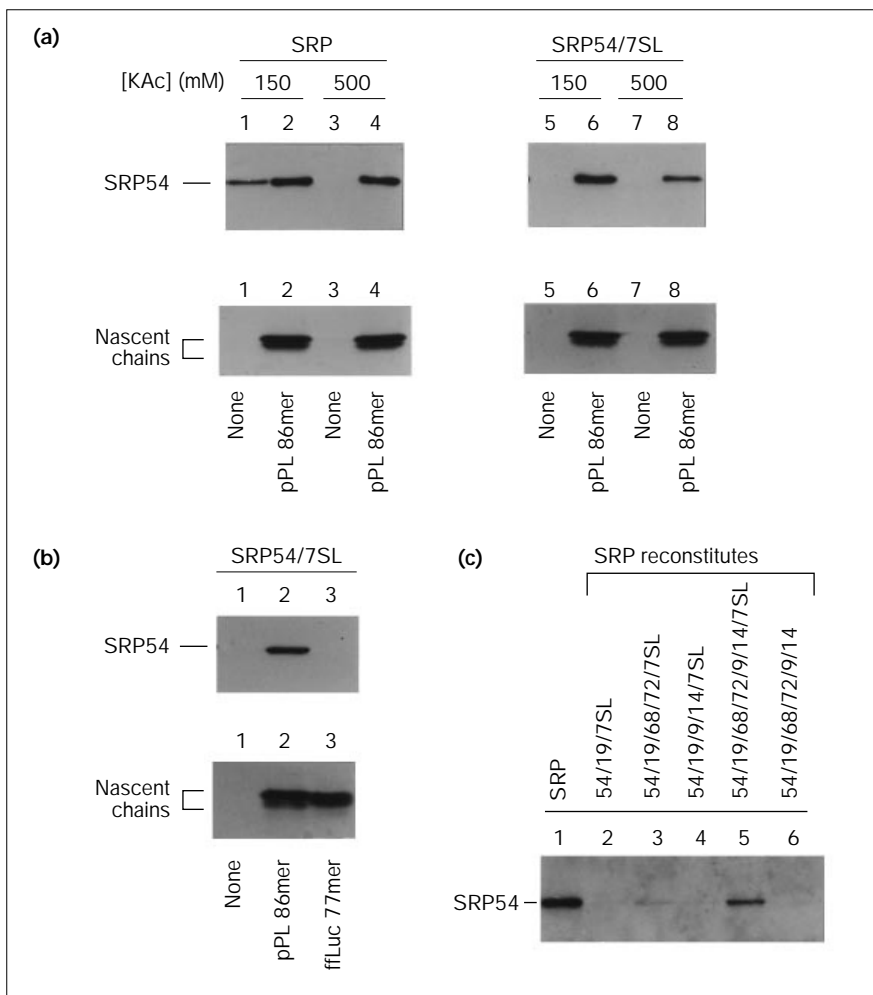 (a)
SRP
SRP54/7SL
[KAc] (mM)
150
500
150
500
1 2 3 4
5 6 7 8
SRP54
1 2 3 4
5 6 7 8
Nascent
chains
None
pPL 86mer
None
pPL 86mer
None
pPL 86mer
None
pPL 86mer
(b)
SRP54/7SL
1 2 3
SRP54
1 2 3
Nascent
chains
None
pPL 86mer
ffLuc 77mer
(c)
SRP reconstitutes
SRP
54/19/7SL
54/19/68/72/7SL
54/19/9/14/7SL
54/19/68/72/9/14/7SL
54/19/68/72/9/14
1 2 3 4 5 6
SRP54